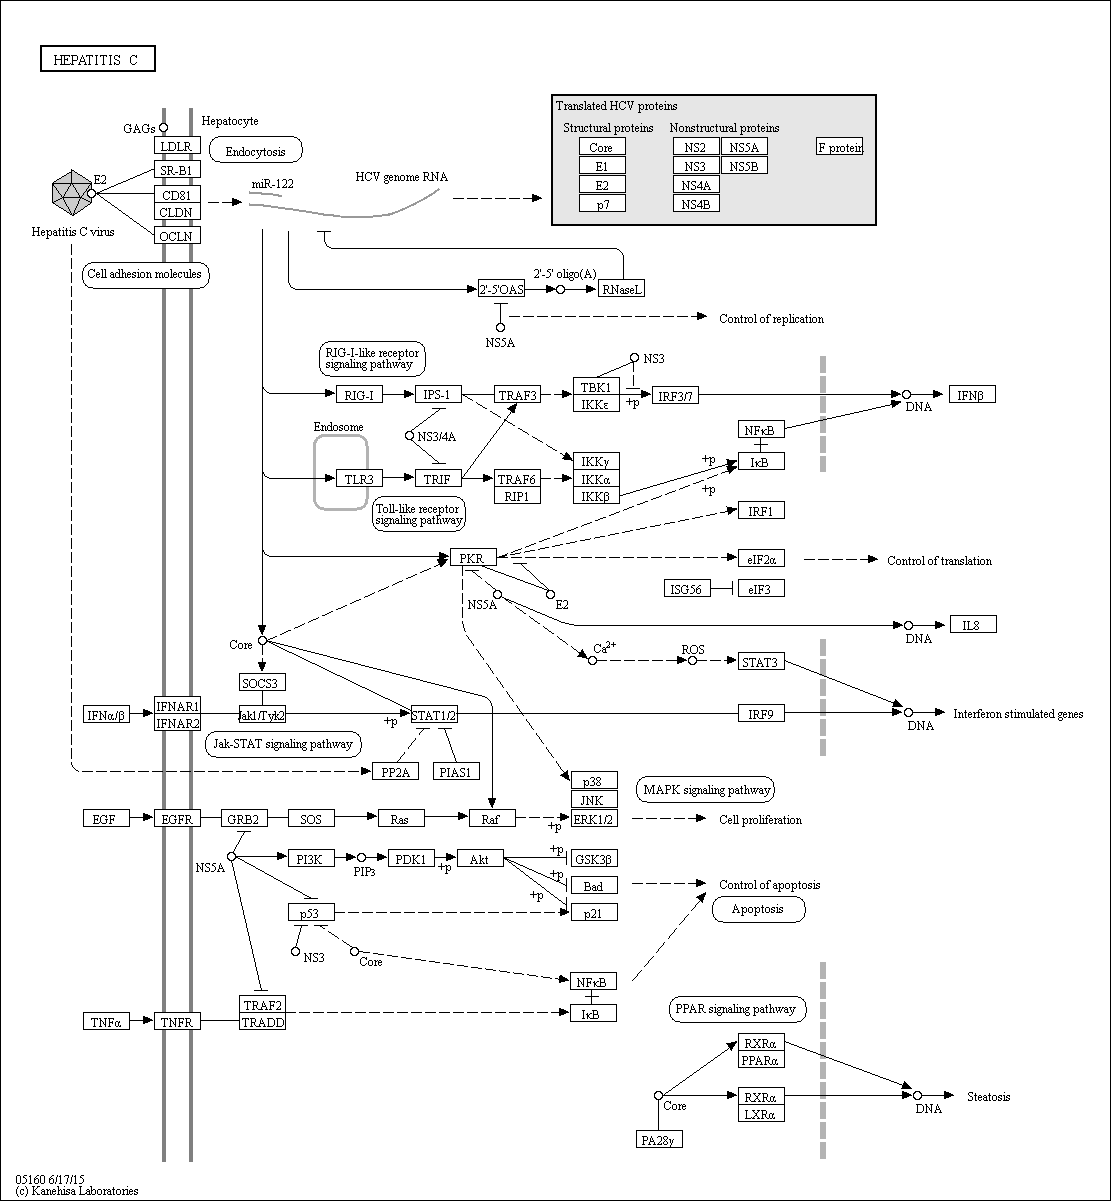 HEPATITIS C
Translated HCV proteins
Structural proteins
Nonstructural proteins
Core
NS2
NS5A
F protein
E1
NS3
NS5B
E2
NS4A
p7
NS4B
GAGs
Hepatocyte
LDLR
Endocytosis
SR-B1
E2
miR-122
HCV genome RNA
CD81
CLDN
Hepatitis C virus
OCLN
Cell adhesion molecules
2'-5' oligo(A)
2'-5'OAS
RNaseL
Control of replication
NS5A
RIG-I-like receptor
signaling pathway
NS3
TBK1
RIG-I
IPS-1
TRAF3
IKKε
+p
IRF3/7
DNA
IFNβ
Endosome
NS3/4A
NFκB
+p
IκB
IKKγ
TLR3
TRIF
TRAF6
IKKα
RIP1
IKKβ
+p
Toll-like receptor
signaling pathway
IRF1
PKR
eIF2α
Control of translation
ISG56
eIF3
NS5A
E2
IL8
DNA
Core
Ca2+
ROS
STAT3
SOCS3
IFNα/β
IFNAR1
IFNAR2
Jak1/Tyk2
+p
STAT1/2
IRF9
DNA
Interferon stimulated genes
Jak-STAT signaling pathway
PP2A
PIAS1
p38
JNK
MAPK signaling pathway
EGF
EGFR
GRB2
SOS
Ras
Raf
+p
ERK1/2
Cell proliferation
NS5A
PI3K
PIP3
PDK1
+p
Akt
+p
GSK3β
+p
Bad
Control of apoptosis
+p
p21
Apoptosis
p53
NS3
Core
NFκB
IκB
TNFα
TNFR
TRAF2
TRADD
PPAR signaling pathway
RXRα
PPARα
Core
RXRα
LXRα
DNA
Steatosis
PA28γ
05160 6/17/15
(c) Kanehisa Laboratories